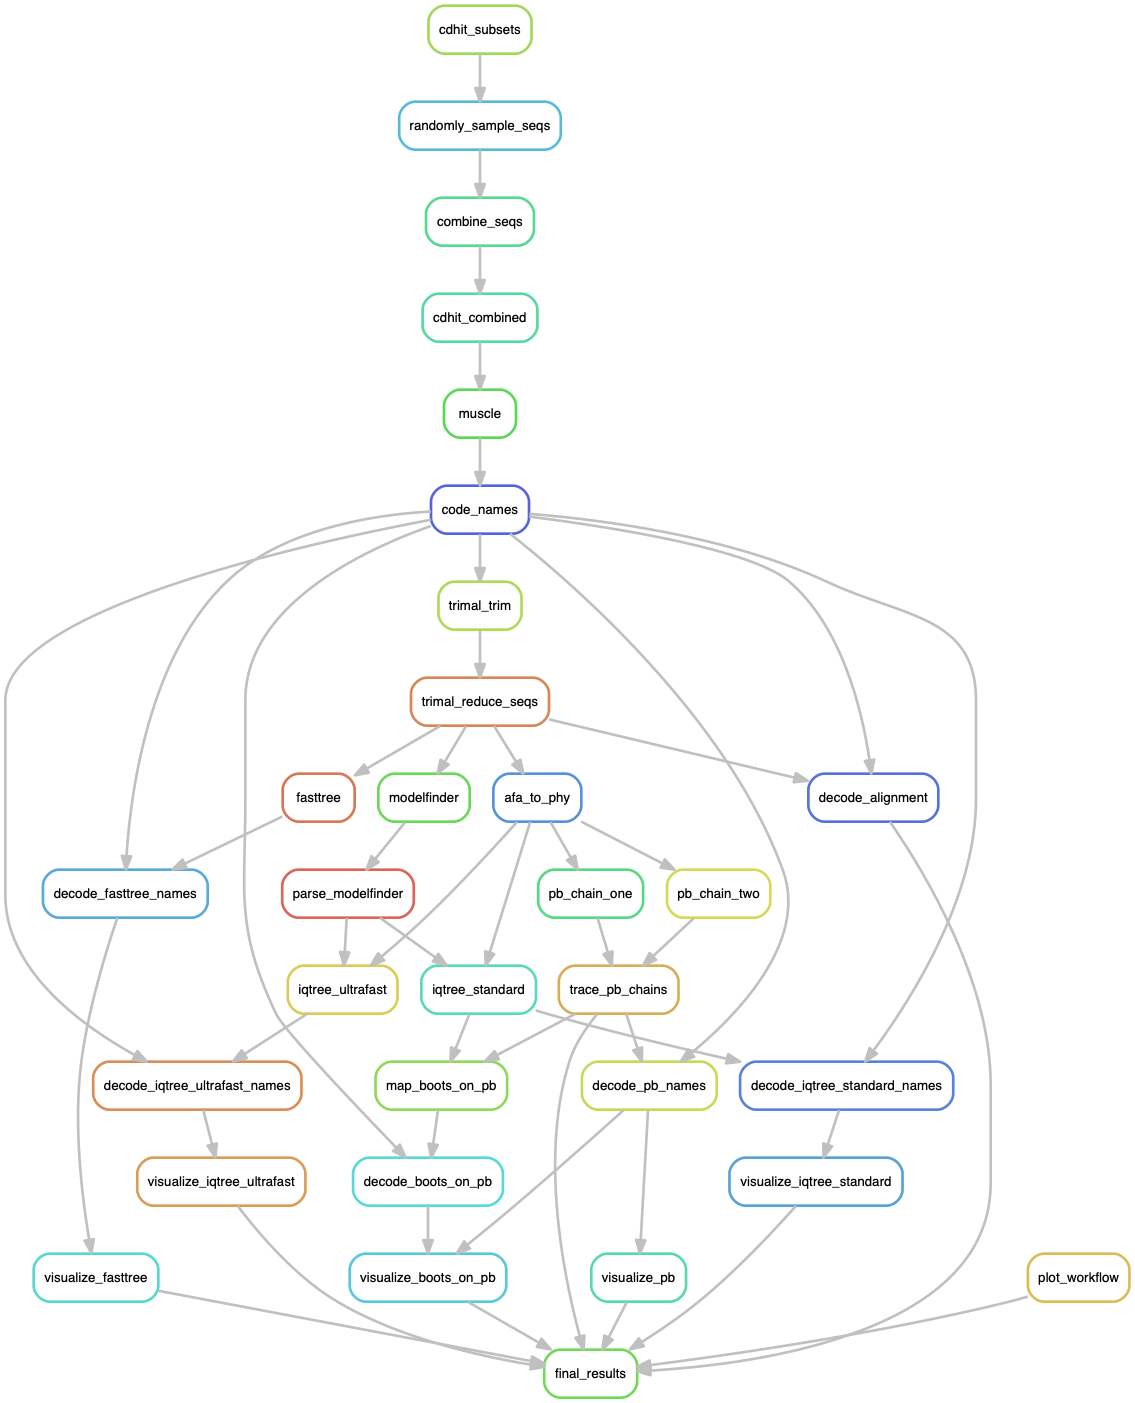 cdhit_subsets
randomly_sample_seqs
combine_seqs
cdhit_combined
muscle
code_names
trimal_trim
trimal_reduce_seqs
fasttree
modelfinder
afa_to_phy
decode_alignment
decode_fasttree_names
parse_modelfinder
pb_chain_one
pb_chain_two
iqtree_ultrafast
iqtree_standard
trace_pb_chains
decode_iqtree_ultrafast_names
map_boots_on_pb
decode_pb_names
decode_iqtree_standard_names
visualize_iqtree_ultrafast
decode_boots_on_pb
visualize_iqtree_standard
visualize_fasttree
visualize_boots_on_pb
visualize_pb
plot_workflow
final_results